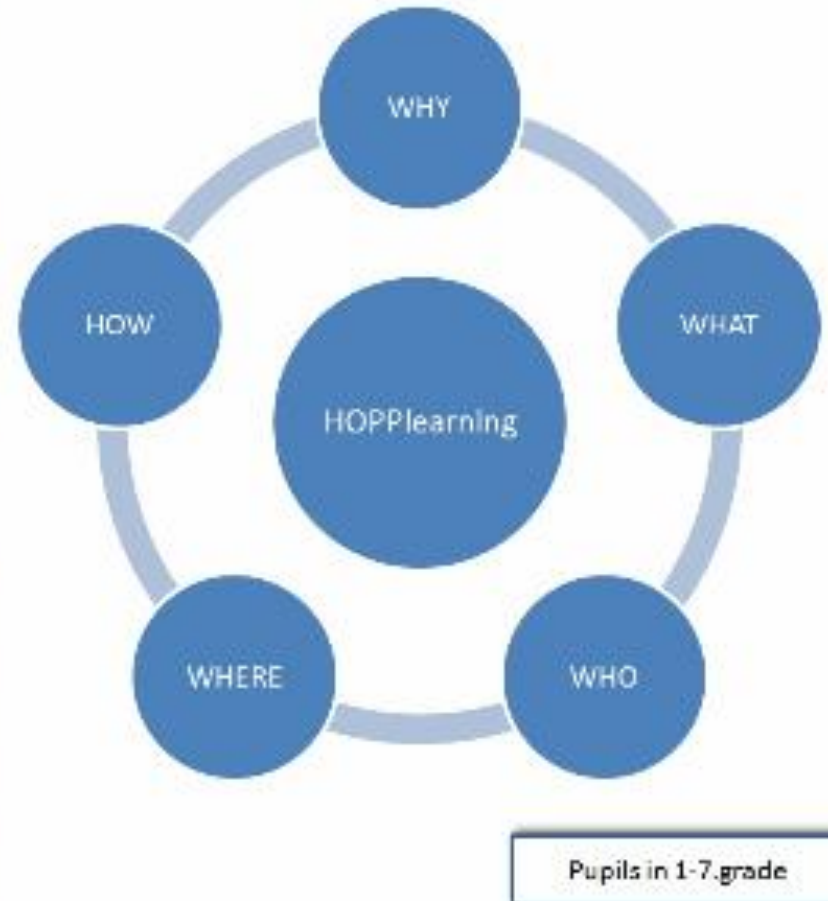 WHY
HOW
WHAT
HOPPlearning
WHERE
WHO
Pupils in 1-7.grade